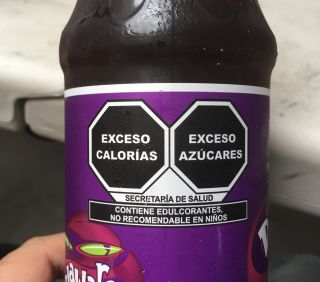 EXCESO CALORÍAS
EXCESO AZÚCARES
SECRETARÍA DE SALUD
CONTIENE EDULCORANTES,
NO RECOMENDABLE EN NIÑOS